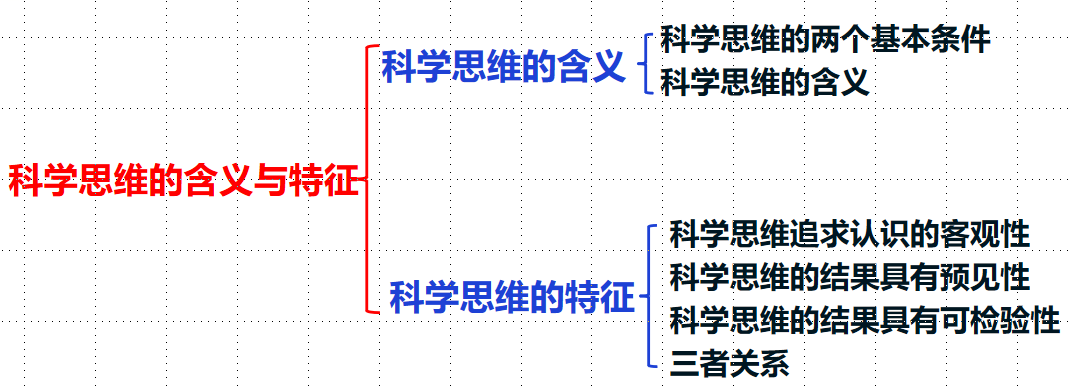 科学思维的含义与特征
科学思维的含义
科学思维的两个基本条件
科学思维的含义
科学思维的特征
科学思维追求认识的客观性
科学思维的结果具有预见性
科学思维的结果具有可检验性
三者关系